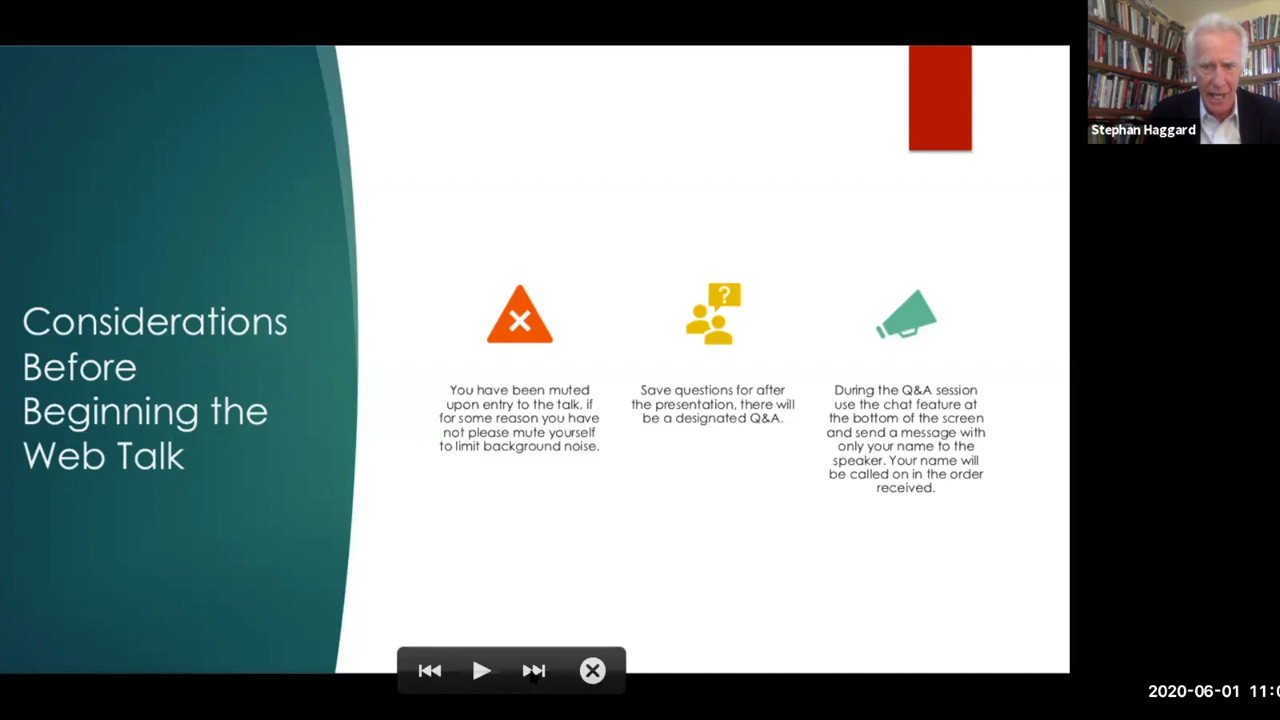 Considerations
Before
Beginning the
Web Talk
?
You have been muted
upon entry to the talk, if
for some reason you have
not please mute yourself
to limit background noise.
Save questions for after
the presentation, there will
be a designated Q&A.
During the Q&A session
use the chat feature at
the bottom of the screen
and send a message with
only your name to the
speaker. Your name will
be called on in the order
received.
Stephan Haggard
2020-06-01 11:0